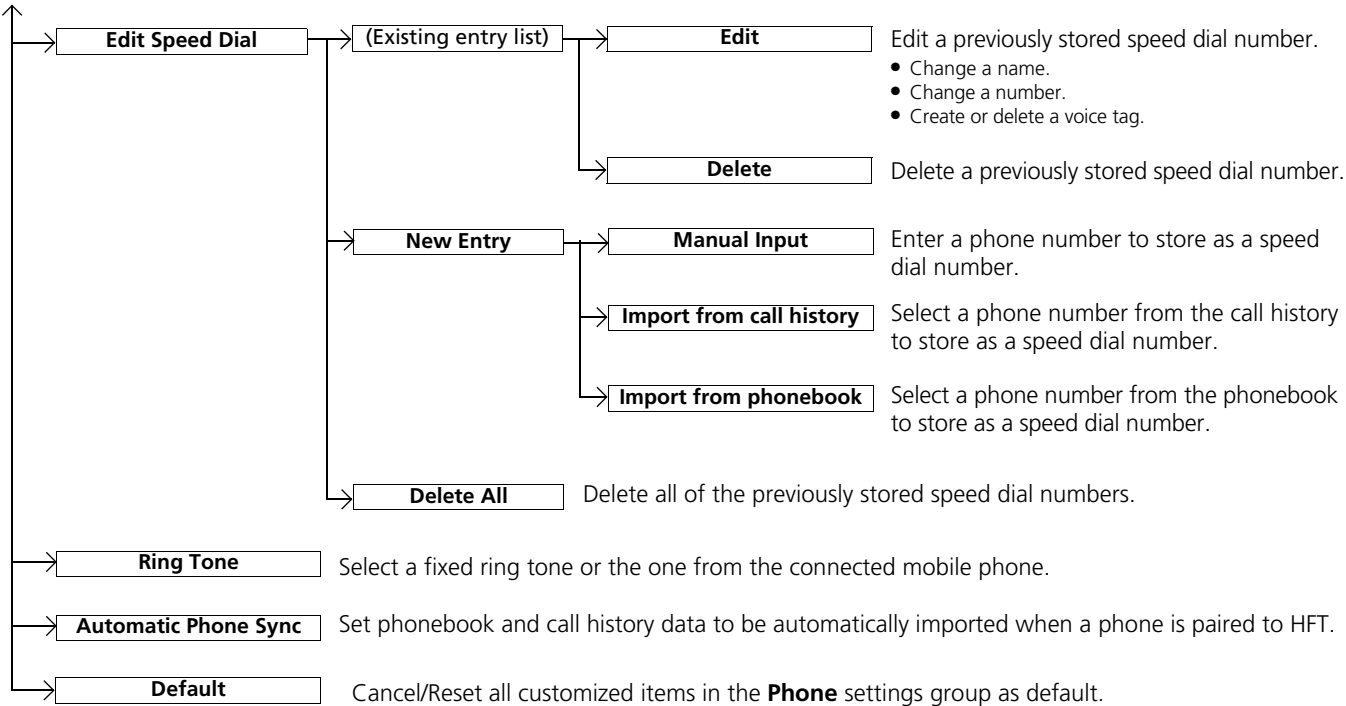 Edit Speed Dial
(Existing entry list)
Edit
Edit a previously stored speed dial number.
● Change a name.
● Change a number.
● Create or delete a voice tag.
Delete
Delete a previously stored speed dial number.
New Entry
Manual Input
Enter a phone number to store as a speed
dial number.
Import from call history
Select a phone number from the call history
to store as a speed dial number.
Import from phonebook
Select a phone number from the phonebook
to store as a speed dial number.
Delete All
Delete all of the previously stored speed dial numbers.
Ring Tone
Select a fixed ring tone or the one from the connected mobile phone.
Automatic Phone Sync
Set phonebook and call history data to be automatically imported when a phone is paired to HFT.
Default
Cancel/Reset all customized items in the Phone settings group as default.